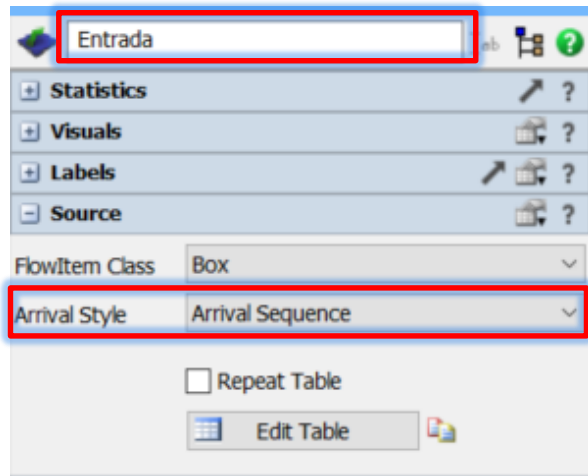 Entrada
Statistics ?
Visuals ?
Labels ?
Source ?
FlowItem Class Box
Arrival Style Arrival Sequence
Repeat Table
Edit Table